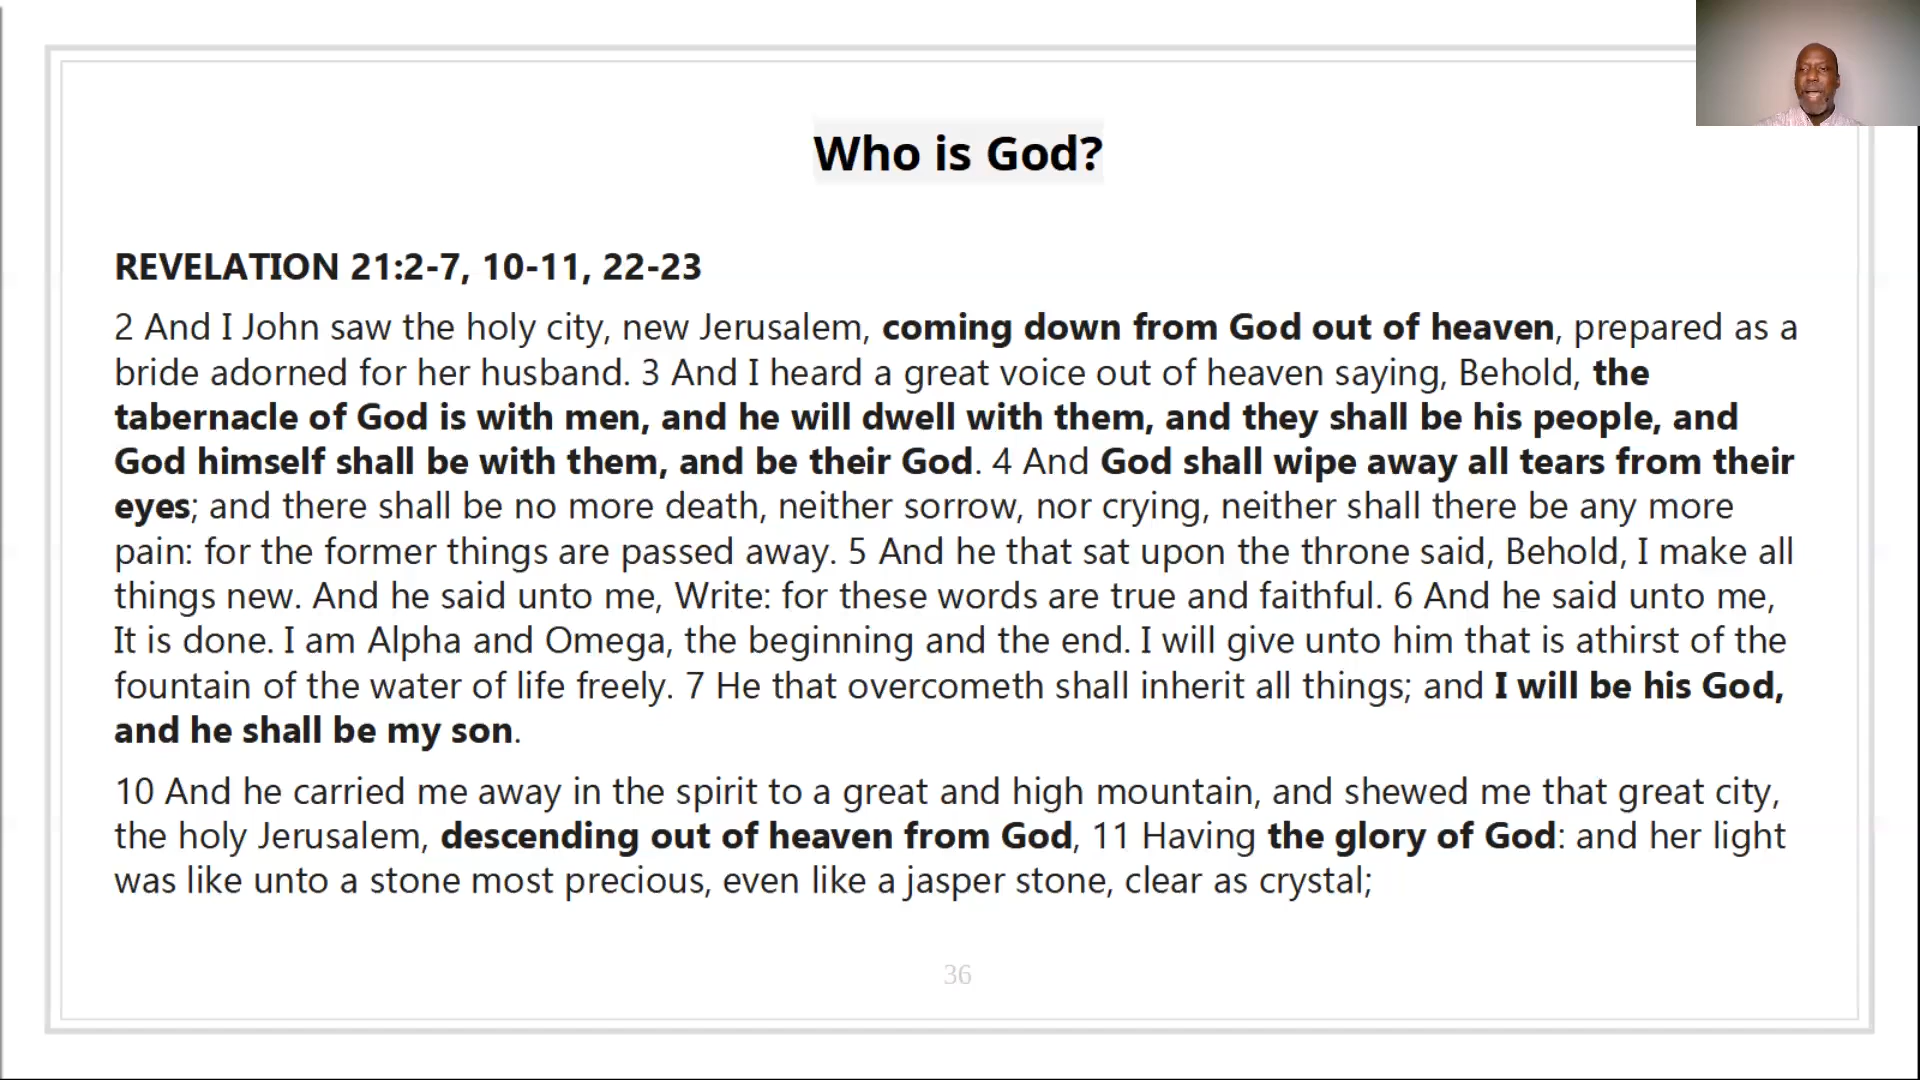 Who is God?
REVELATION 21:2-7, 10-11, 22-23
2 And I John saw the holy city, new Jerusalem, coming down from God out of heaven, prepared as a
bride adorned for her husband. 3 And I heard a great voice out of heaven saying, Behold, the
tabernacle of God is with men, and he will dwell with them, and they shall be his people, and
God himself shall be with them, and be their God. 4 And God shall wipe away all tears from their
eyes; and there shall be no more death, neither sorrow, nor crying, neither shall there be any more
pain: for the former things are passed away. 5 And he that sat upon the throne said, Behold, I make all
things new. And he said unto me, Write: for these words are true and faithful. 6 And he said unto me,
It is done. I am Alpha and Omega, the beginning and the end. I will give unto him that is athirst of the
fountain of the water of life freely. 7 He that overcometh shall inherit all things; and I will be his God,
and he shall be my son.
10 And he carried me away in the spirit to a great and high mountain, and shewed me that great city,
the holy Jerusalem, descending out of heaven from God, 11 Having the glory of God: and her light
was like unto a stone most precious, even like a jasper stone, clear as crystal;
36